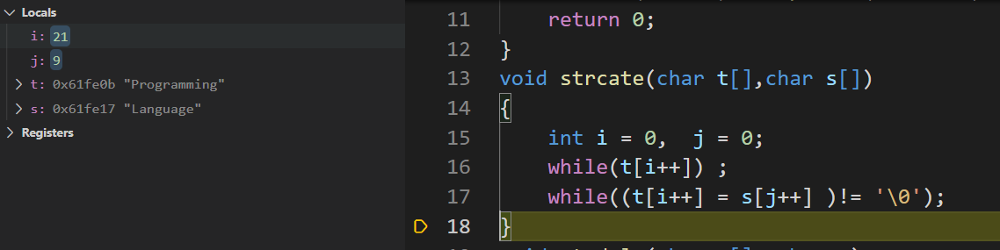 Locals
i: 21
j: 9
t: 0x61fe0b "Programming"
s: 0x61fe17 "Language"
Registers
11 return 0;
12 }
13 void strcate(char t[],char s[])
14 {
15 int i = 0, j = 0;
16 while(t[i++]) ;
17 while((t[i++] = s[j++] )!= '\0');
18 }